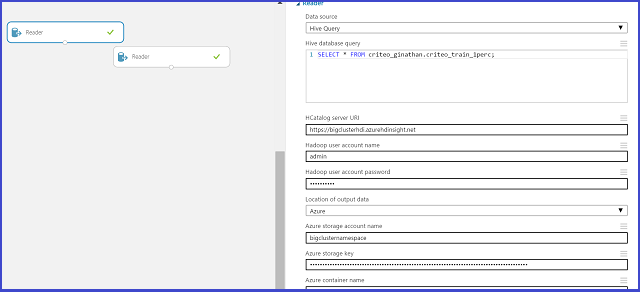 Reader
Reader
Reader
Data source
Hive Query
Hive database query
1 SELECT * FROM criteo_ginathan.criteo_train_1perc;
HCatalog server URI
https://bigclusterhdi.azurehdinsight.net
Hadoop user account name
admin
Hadoop user account password
••••••••••
Location of output data
Azure
Azure storage account name
bigclusternamespace
Azure storage key
Azure container name